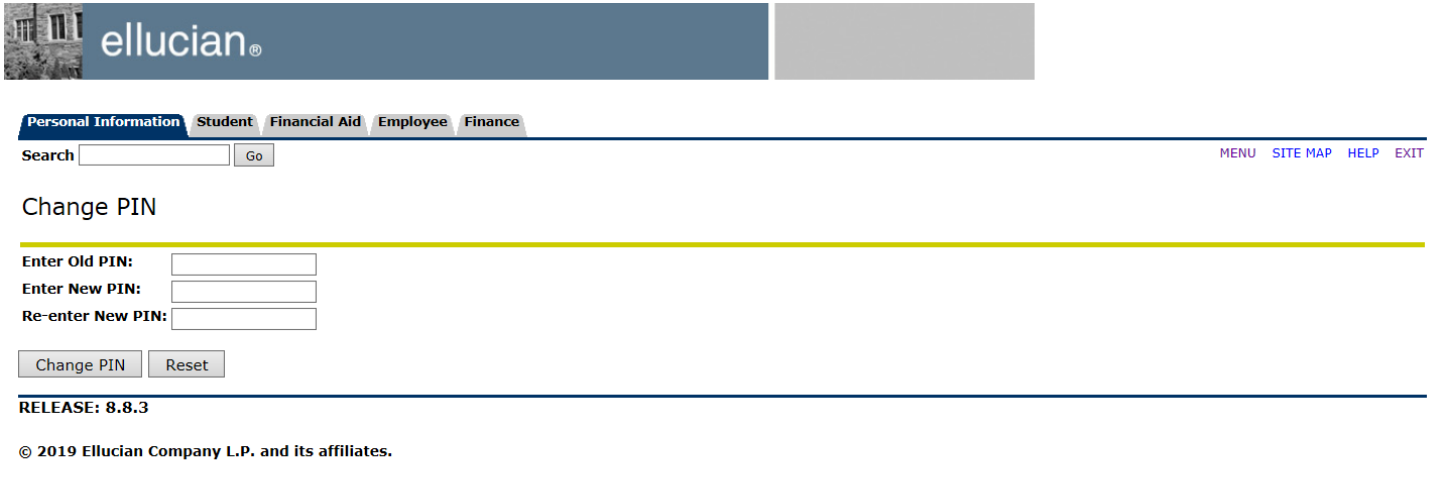 ellucian®
Personal Information Student Financial Aid Employee Finance
Search Go MENU SITE MAP HELP EXIT
Change PIN
Enter Old PIN:
Enter New PIN:
Re-enter New PIN:
Change PIN Reset
RELEASE: 8.8.3
© 2019 Ellucian Company L.P. and its affiliates.